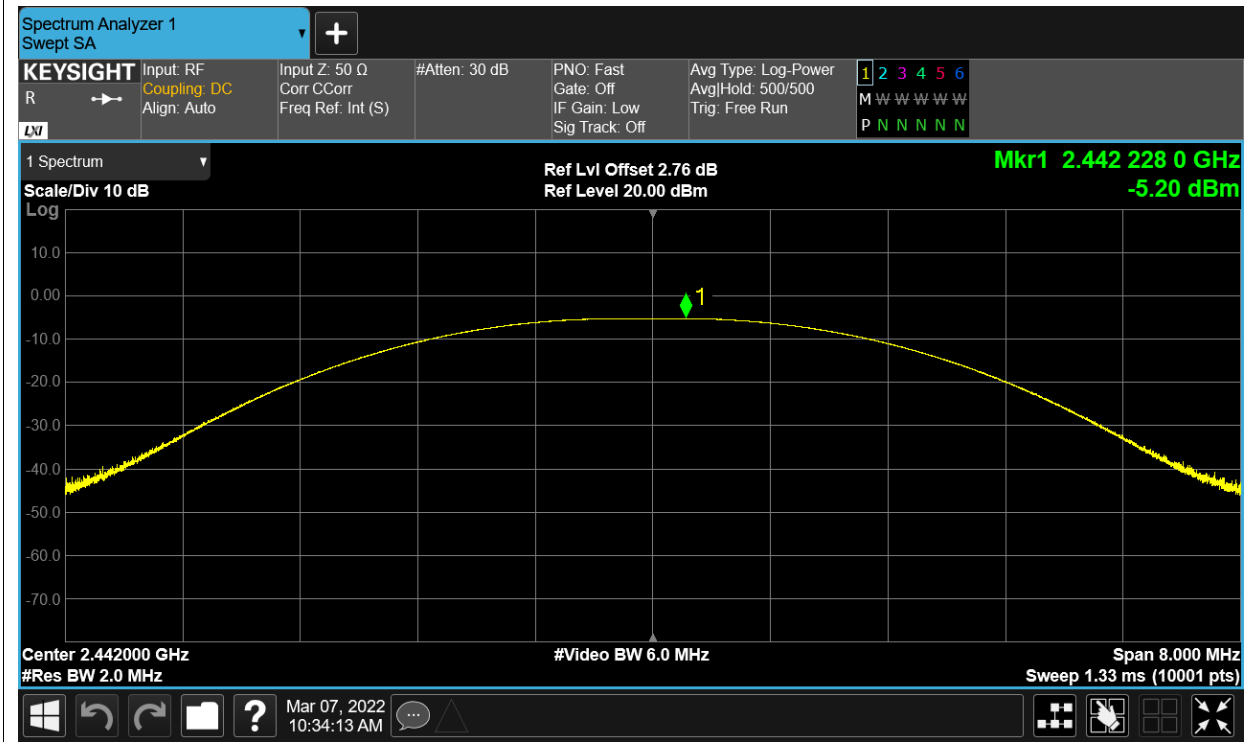 Spectrum Analyzer 1
Swept SA
KEYSIGHT
R
LXI
Input: RF
Coupling: DC
Align: Auto
Input Z: 50 Ω
Corr CCorr
Freq Ref: Int (S)
#Atten: 30 dB
PNO: Fast
Gate: Off
IF Gain: Low
Sig Track: Off
Avg Type: Log-Power
Avg|Hold: 500/500
Trig: Free Run
1 2 3 4 5 6
M W W W W W
P N N N N N
1 Spectrum
Scale/Div 10 dB
Log
Ref Lvl Offset 2.76 dB
Ref Level 20.00 dBm
Mkr1 2.442 228 0 GHz
-5.20 dBm
10.0
0.00
-10.0
-20.0
-30.0
-40.0
-50.0
-60.0
-70.0
1
Center 2.442000 GHz
#Res BW 2.0 MHz
#Video BW 6.0 MHz
Span 8.000 MHz
Sweep 1.33 ms (10001 pts)
?
Mar 07, 2022
10:34:13 AM